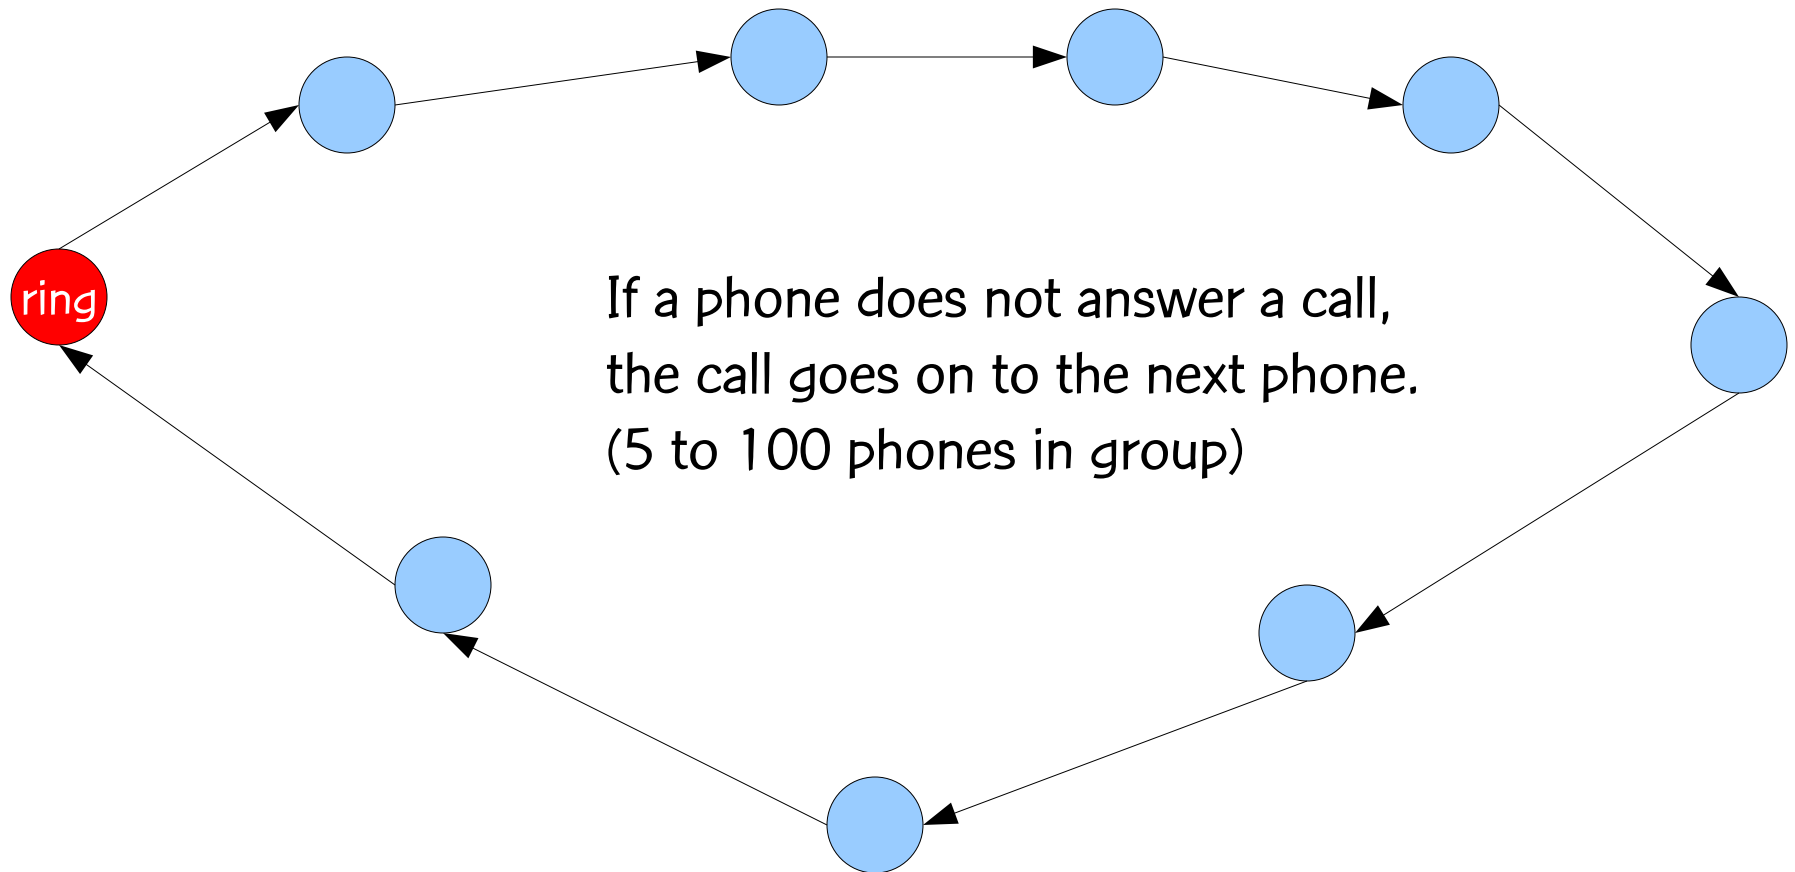 ring
If a phone does not answer a call,
the call goes on to the next phone.
(5 to 100 phones in group)